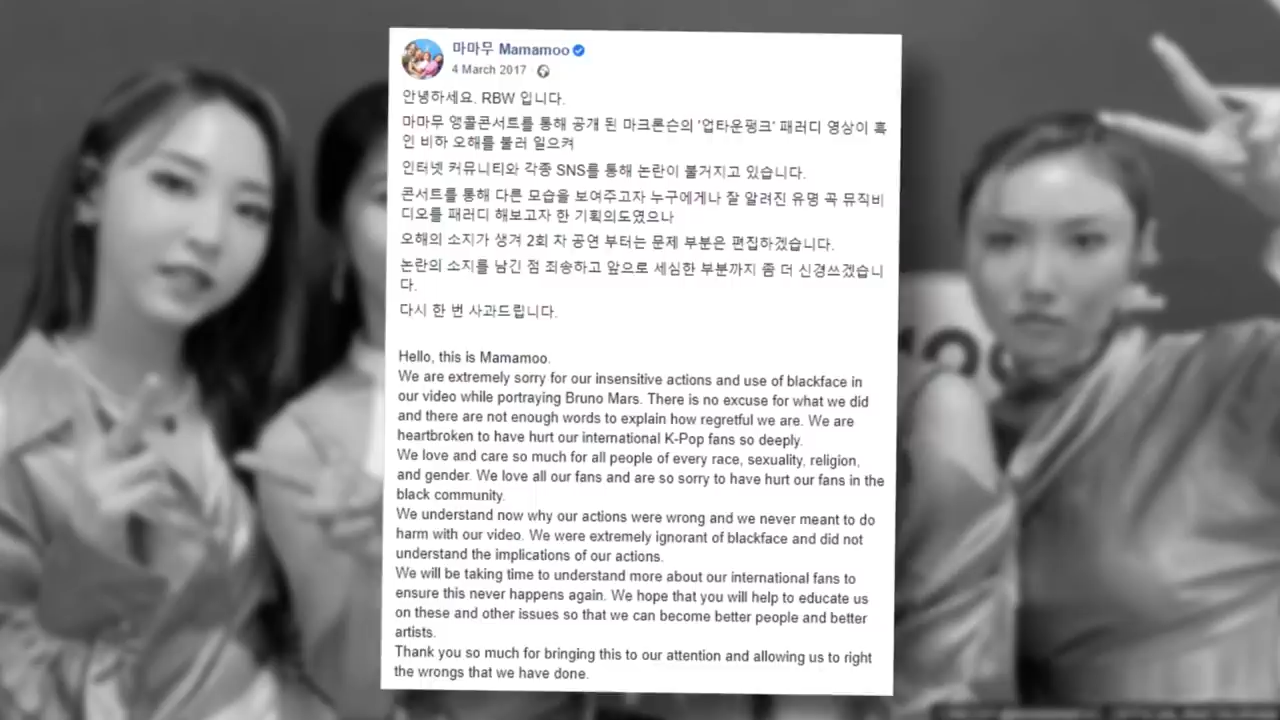 마마무 Mamamoo
4 March 2017
안녕하세요. RBW 입니다.
마마무 앵콜콘서트를 통해 공개 된 마크론슨의 '업타운펑크' 패러디 영상이 흑
인 비하 오해를 불러 일으켜
인터넷 커뮤니티와 각종 SNS를 통해 논란이 불거지고 있습니다.
콘서트를 통해 다른 모습을 보여주고자 누구에게나 잘 알려진 유명 곡 뮤직비
디오를 패러디 해보고자 한 기획의도였으나
오해의 소지가 생겨 2회 차 공연 부터는 문제 부분은 편집하겠습니다.
논란의 소지를 남긴 점 죄송하고 앞으로 세심한 부분까지 좀 더 신경쓰겠습니
다.
다시 한 번 사과드립니다.
Hello, this is Mamamoo.
We are extremely sorry for our insensitive actions and use of blackface in
our video while portraying Bruno Mars. There is no excuse for what we did
and there are not enough words to explain how regretful we are. We are
heartbroken to have hurt our international K-Pop fans so deeply.
We love and care so much for all people of every race, sexuality, religion,
and gender. We love all our fans and are so sorry to have hurt our fans in the
black community.
We understand now why our actions were wrong and we never meant to do
harm with our video. We were extremely ignorant of blackface and did not
understand the implications of our actions.
We will be taking time to understand more about our international fans to
ensure this never happens again. We hope that you will help to educate us
on these and other issues so that we can become better people and better
artists.
Thank you so much for bringing this to our attention and allowing us to right
the wrongs that we have done.